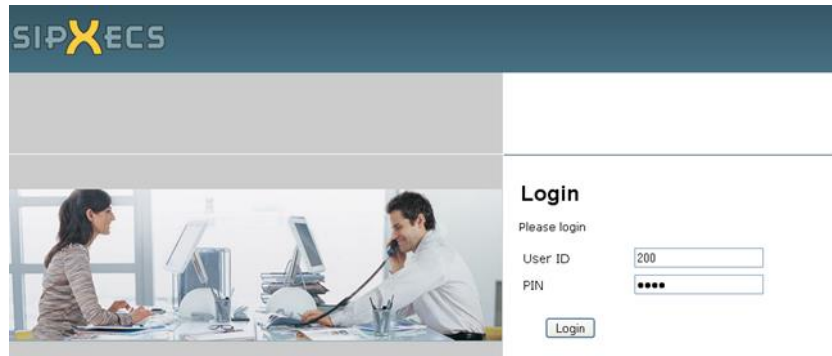 SIPXECS
Login
Please login
User ID 200
PIN ••••
Login